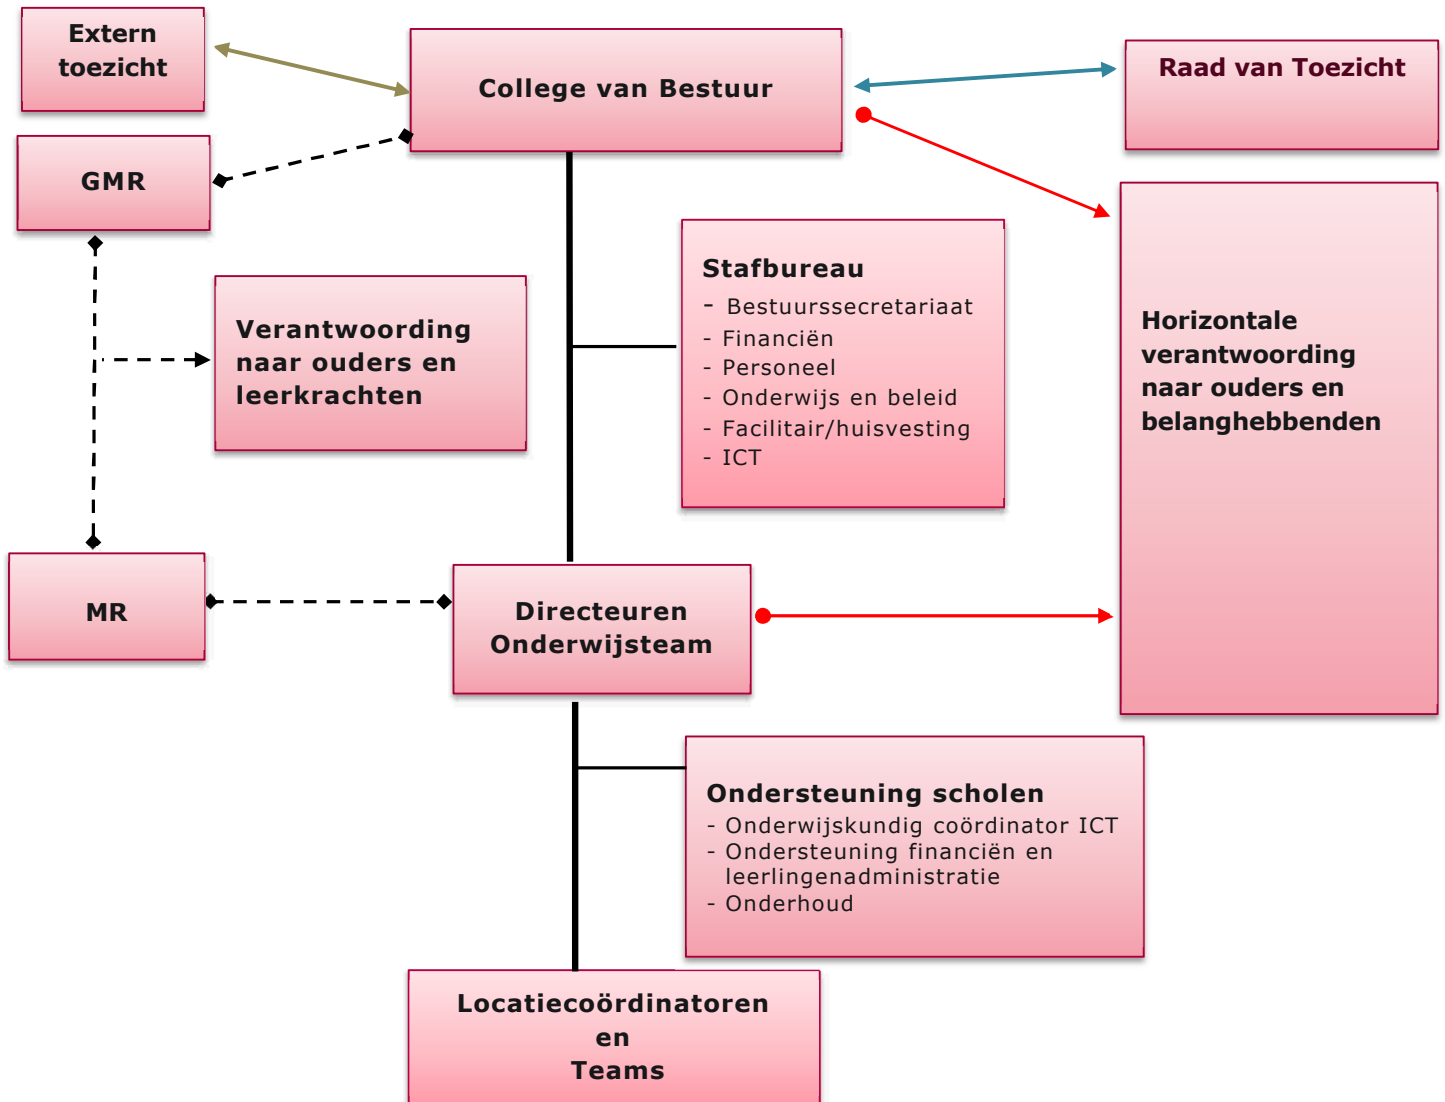 Extern
toezicht
College van Bestuur
Raad van Toezicht
GMR
Stafbureau
- Bestuurssecretariaat
- Financiën
- Personeel
- Onderwijs en beleid
- Facilitair/huisvesting
- ICT
Verantwoording
naar ouders en
leerkrachten
Horizontale
verantwoording
naar ouders en
belanghebbenden
MR
Directeuren
Onderwijsteam
Ondersteuning scholen
- Onderwijskundig coördinator ICT
- Ondersteuning financiën en
leerlingenadministratie
- Onderhoud
Locatiecoördinatoren
en
Teams